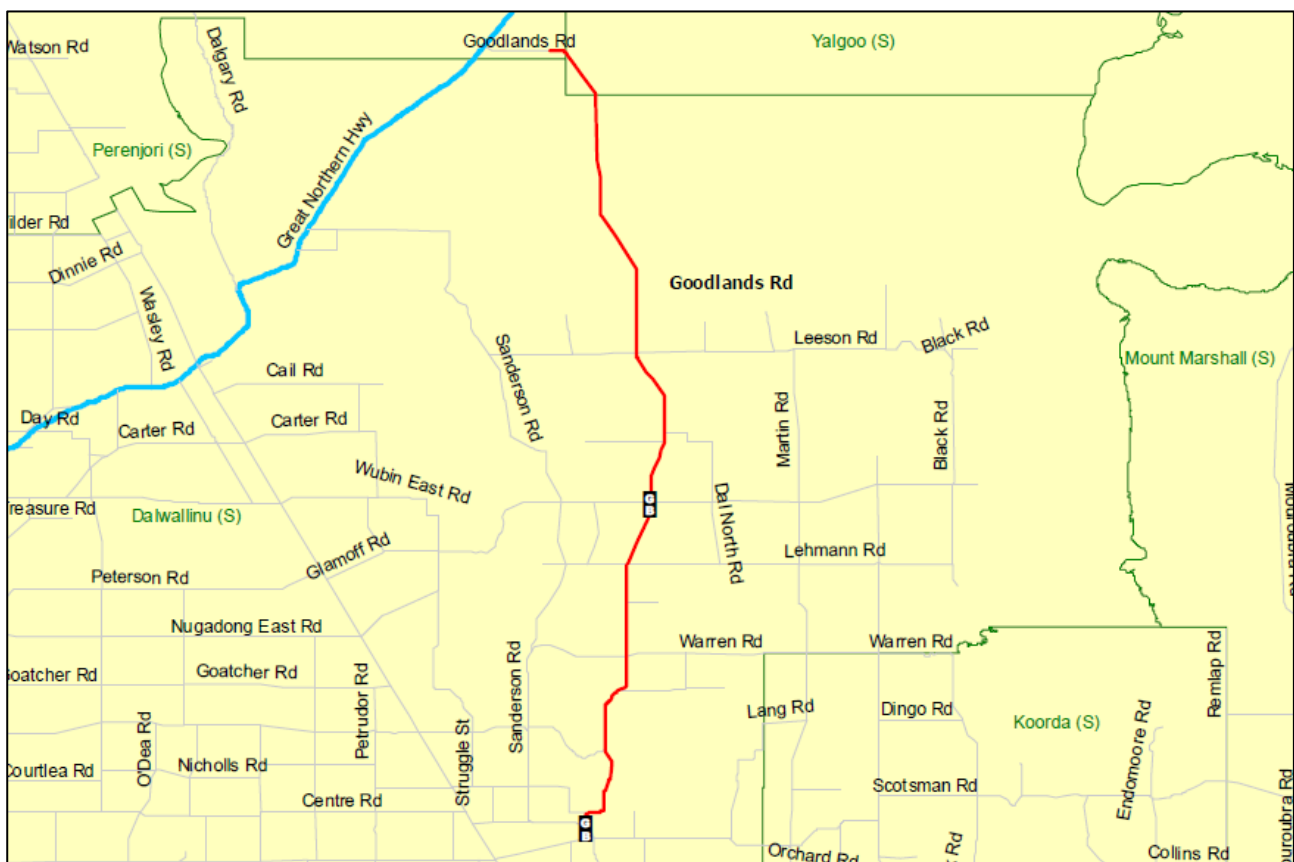 Goodlands Rd
Yalgoo (S)
Watson Rd
Dalgary Rd
Perenjori (S)
Great Northern Hwy
ilder Rd
Dinnie Rd
Goodlands Rd
Wasley Rd
Leeson Rd
Black Rd
Mount Marshall (S)
Sanderson Rd
Cail Rd
Day Rd
Carter Rd
Carter Rd
Martin Rd
Black Rd
Wubin East Rd
Dal North Rd
reasure Rd
Dalwallinu (S)
Glamoff Rd
Lehmann Rd
Peterson Rd
Nugadong East Rd
Warren Rd
Warren Rd
Goatcher Rd
Goatcher Rd
Petrudor Rd
Sanderson Rd
Remlap Rd
Lang Rd
Dingo Rd
Koorda (S)
Endomoore Rd
O'Dea Rd
Struggle St
Courtlea Rd
Nicholls Rd
Scotsman Rd
Centre Rd
Orchard Rd
Collins Rd
ouroubra Rd